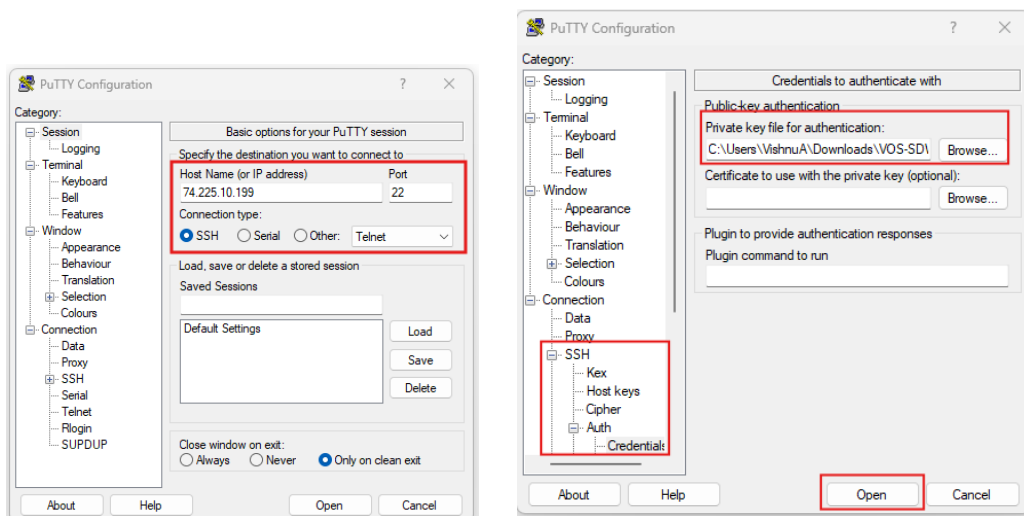 PuTTY Configuration
?
Category:
Session
Logging
Terminal
Keyboard
Bell
Features
Window
Appearance
Behaviour
Translation
Selection
Colours
Connection
Data
Proxy
SSH
Serial
Telnet
Rlogin
SUPDUP
Basic options for your PuTTY session
Specify the destination you want to connect to
Host Name (or IP address) Port
74.225.10.199 22
Connection type:
SSH Serial Other: Telnet
Load, save or delete a stored session
Saved Sessions
Default Settings
Load
Save
Delete
Close window on exit:
Always Never Only on clean exit
About Help Open Cancel
PuTTY Configuration
?
Category:
Session
Logging
Terminal
Keyboard
Bell
Features
Window
Appearance
Behaviour
Translation
Selection
Colours
Connection
Data
Proxy
SSH
Kex
Host keys
Cipher
Auth
Credentials
Credentials to authenticate with
Public-key authentication
Private key file for authentication:
C:\Users\VishnuA\Downloads\VOS-SD\ Browse...
Certificate to use with the private key (optional):
Browse...
Plugin to provide authentication responses
Plugin command to run
About Help Open Cancel